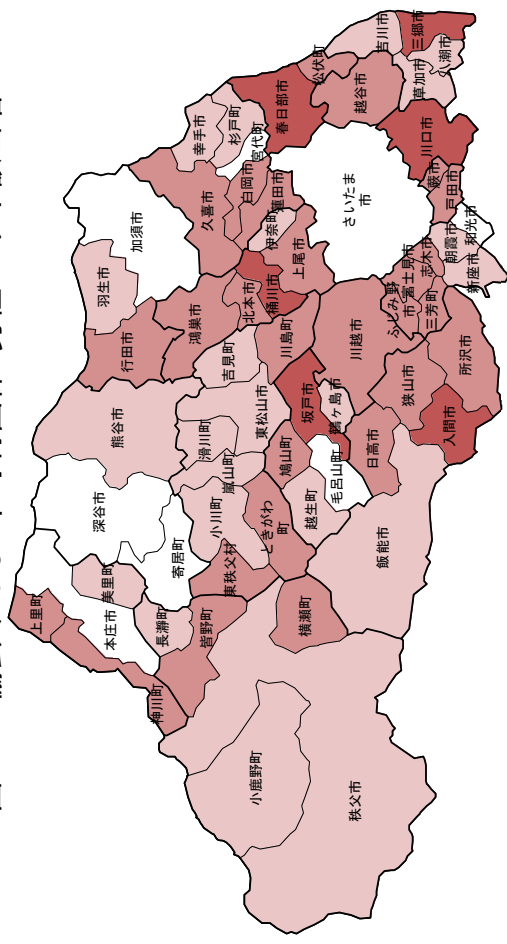 上里町
神川町
本庄市
美里町
深谷市
寄居町
長瀞町
皆野町
小鹿野町
秩父市
横瀬町
東秩父村
小川町
ときがわ
町
嵐山町
滑川町
熊谷市
東松山市
吉見町
鳩山町
越生町
毛呂山町
飯能市
日高市
坂戸市
鶴ヶ島市
川島町
川越市
狭山市
入間市
所沢市
三芳町
ふじみ野
市
富士見市
志木市
新座市
朝霞市
和光市
行田市
羽生市
加須市
鴻巣市
北本市
桶川市
上尾市
伊奈町
久喜市
白岡市
蓮田市
宮代町
杉戸町
幸手市
春日部市
さいたま
市
松伏町
越谷市
吉川市
三郷市
八潮市
草加市
川口市
蕨市
戸田市